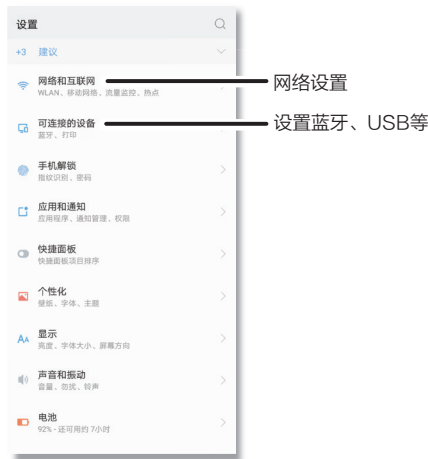 设置
+3 建议
网络和互联网
WLAN、移动网络、流量监控、热点
网络设置
可连接的设备
蓝牙、打印
设置蓝牙、USB等
手机解锁
指纹识别、密码
应用和通知
应用程序、通知管理、权限
快捷面板
快捷面板项目排序
个性化
壁纸、字体、主题
AA 显示
亮度、字体大小、屏幕方向
声音和振动
音量、勿扰、铃声
电池
92% - 还可用约 7小时